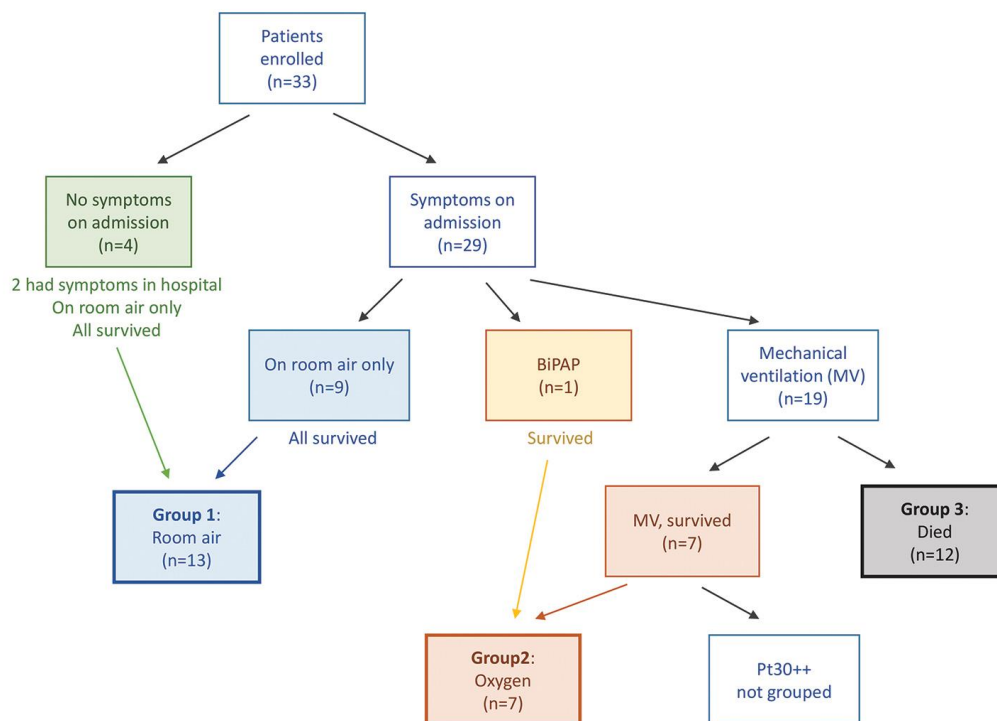 Patients
enrolled
(n=33)
No symptoms
on admission
(n=4)
Symptoms on
admission
(n=29)
2 had symptoms in hospital
On room air only
All survived
On room air only
(n=9)
All survived
BiPAP
(n=1)
Survived
Mechanical
ventilation (MV)
(n=19)
Group 1:
Room air
(n=13)
MV, survived
(n=7)
Group 3:
Died
(n=12)
Group2:
Oxygen
(n=7)
Pt30++
not grouped